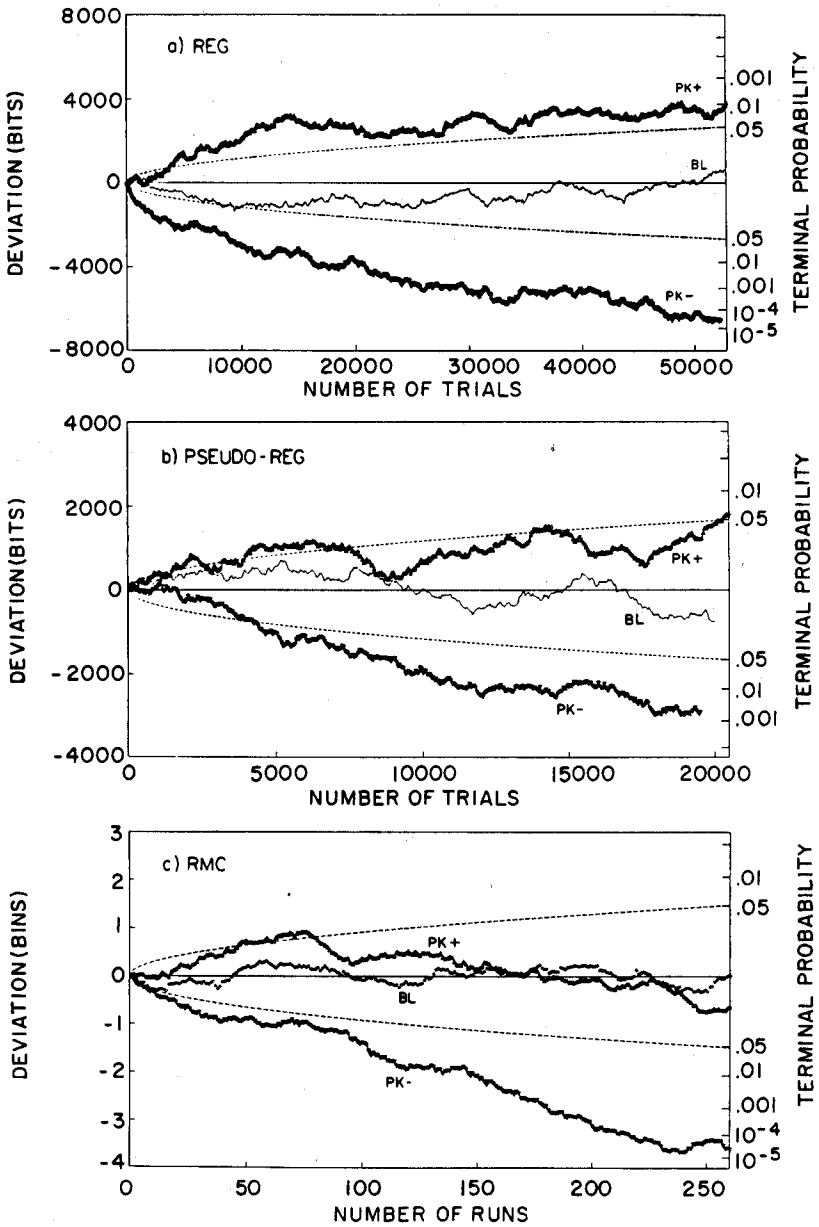 a) REG
8000
4000
0
-4000
-8000
DEVIATION (BITS)
PK+
BL
PK-
.001
.01
.05
.05
.01
.001
10-4
10-5
TERMINAL PROBABILITY
0 10000 20000 30000 40000 50000
NUMBER OF TRIALS
b) PSEUDO-REG
4000
2000
0
-2000
-4000
DEVIATION (BITS)
PK+
BL
PK-
.01
.05
.05
.01
.001
TERMINAL PROBABILITY
0 5000 10000 15000 20000
NUMBER OF TRIALS
c) RMC
3
2
1
0
-1
-2
-3
-4
DEVIATION (BINS)
PK+
BL
PK-
.01
.05
.05
.01
.001
10-4
10-5
TERMINAL PROBABILITY
0 50 100 150 200 250
NUMBER OF RUNS